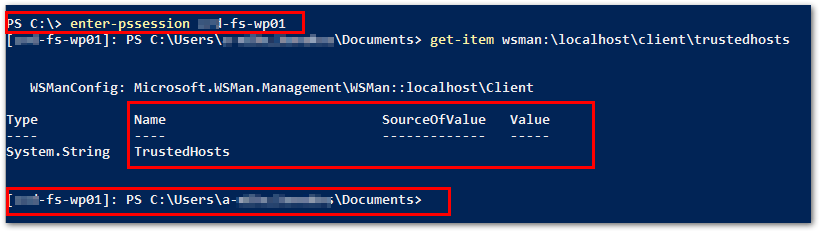 PS C:\> enter-pssession d-fs-wp01
[d-fs-wp01]: PS C:\Users\\Documents> get-item wsman:\localhost\client\trustedhosts
WSManConfig: Microsoft.WSMan.Management\WSMan::localhost\Client
Type Name SourceOfValue Value
---- ---- ------------- -----
System.String TrustedHosts
[d-fs-wp01]: PS C:\Users\a-s\Documents>